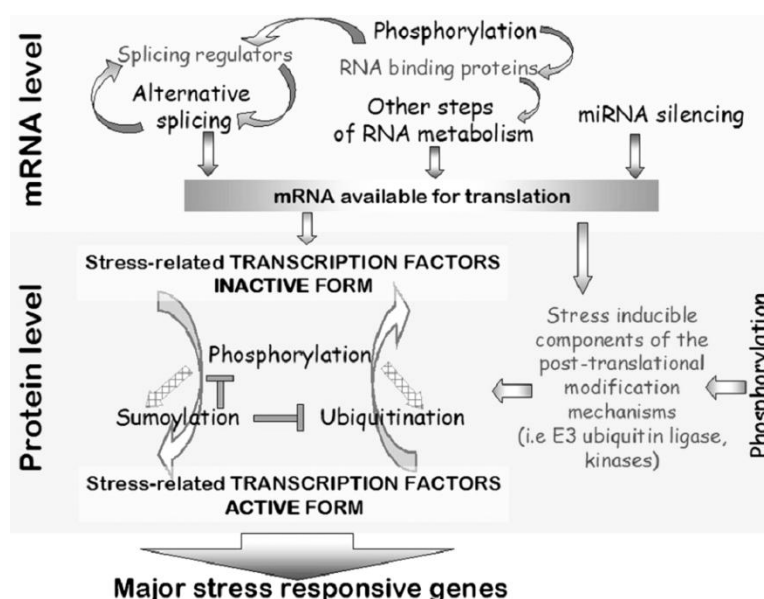 mRNA level
Phosphorylation
Splicing regulators
RNA binding proteins
Alternative
splicing
Other steps
of RNA metabolism
miRNA silencing
mRNA available for translation
Protein level
Stress-related TRANSCRIPTION FACTORS
INACTIVE FORM
Phosphorylation
Sumoylation
Ubiquitination
Stress inducible
components of the
post-translational
modification
mechanisms
(i.e E3 ubiquitin ligase,
kinases)
Phosphorylation
Stress-related TRANSCRIPTION FACTORS
ACTIVE FORM
Major stress responsive genes